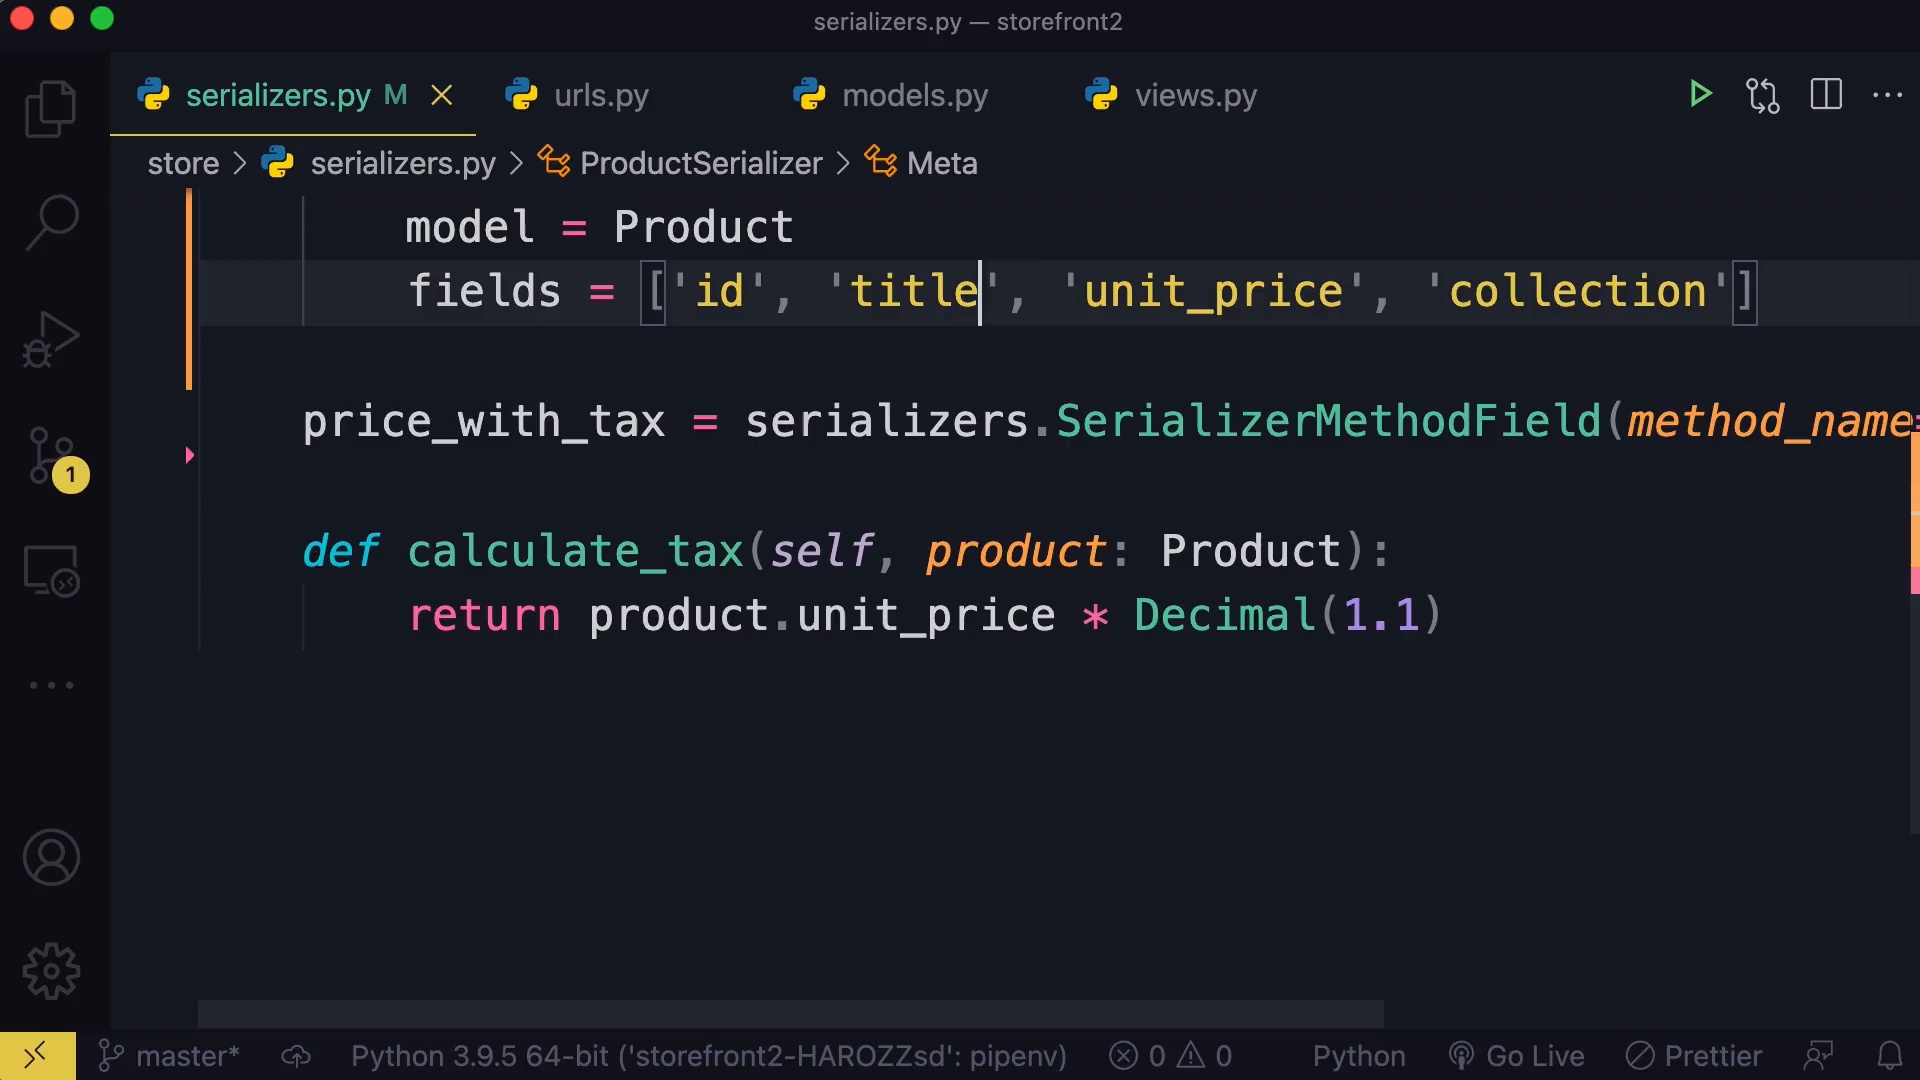 serializers.py — storefront2
serializers.py M urls.py models.py views.py
store > serializers.py > ProductSerializer > Meta
model = Product
fields = ['id', 'title', 'unit_price', 'collection']
price_with_tax = serializers.SerializerMethodField(method_name=
def calculate_tax(self, product: Product):
return product.unit_price * Decimal(1.1)
1
master* Python 3.9.5 64-bit ('storefront2-HAROZZsd': pipenv) 0 0 Python Go Live Prettier